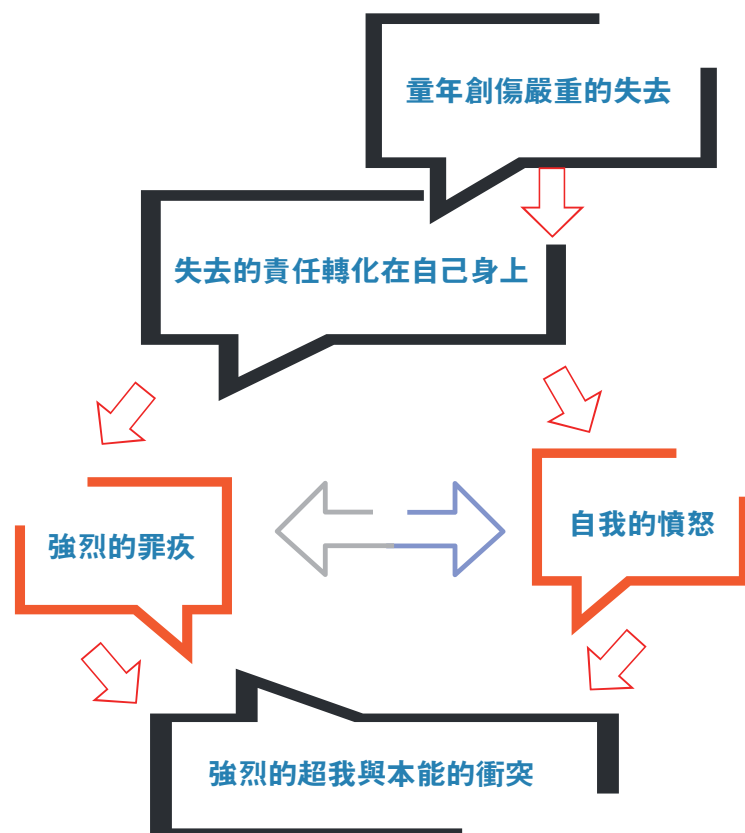 童年創傷嚴重的失去
失去的責任轉化在自己身上
強烈的罪疚
自我的憤怒
強烈的超我與本能的衝突